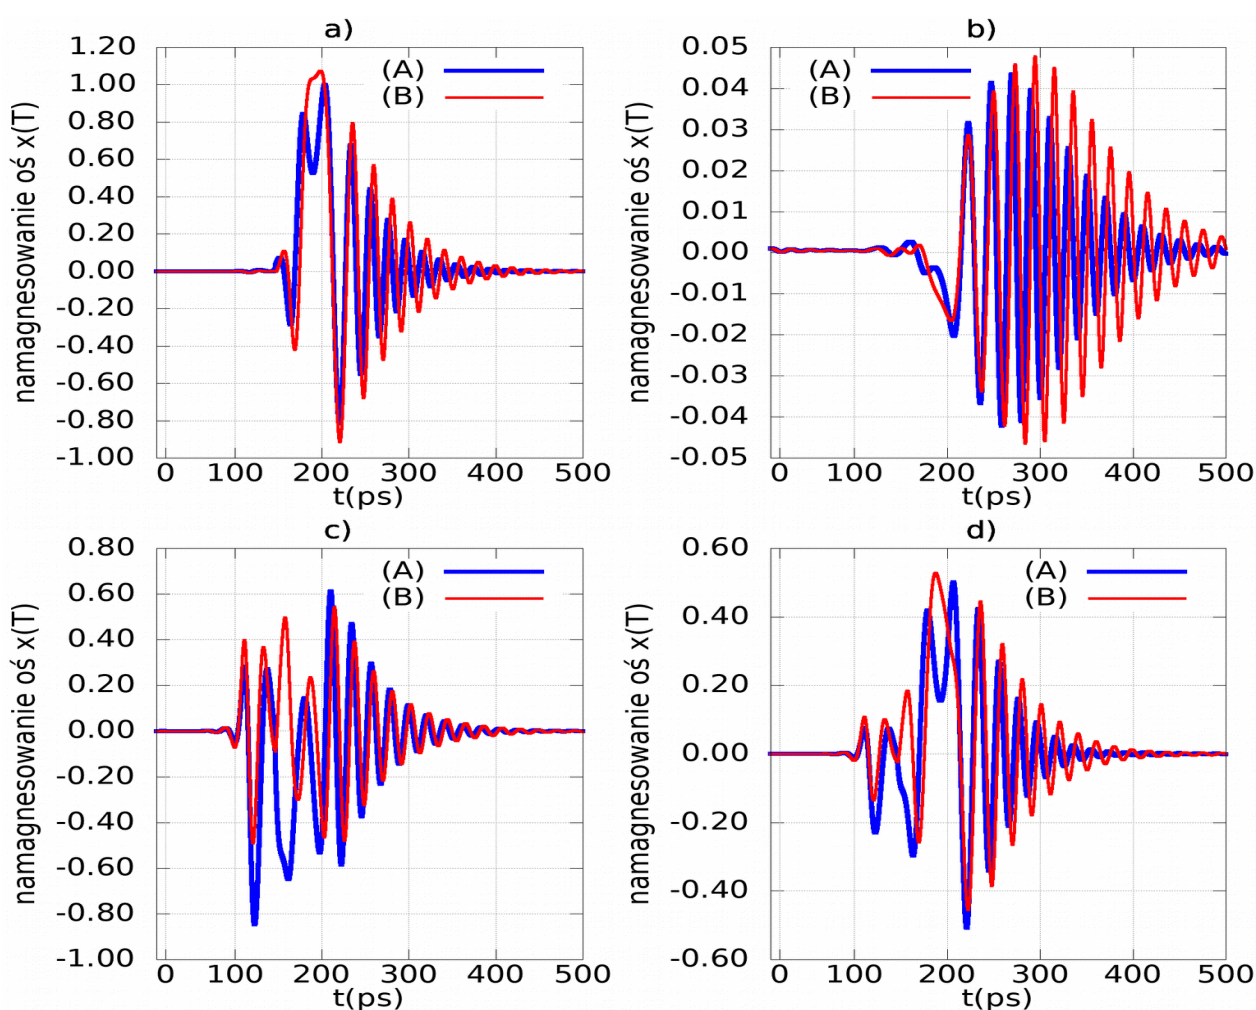 a)
namagnesowanie oś x(T)
1.20
1.00
0.80
0.60
0.40
0.20
0.00
-0.20
-0.40
-0.60
-0.80
-1.00
(A)
(B)
0 100 200 300 400 500
t(ps)
b)
namagnesowanie oś x(T)
0.05
0.04
0.03
0.02
0.01
0.00
-0.01
-0.02
-0.03
-0.04
-0.05
(A)
(B)
0 100 200 300 400 500
t(ps)
c)
namagnesowanie oś x(T)
0.80
0.60
0.40
0.20
0.00
-0.20
-0.40
-0.60
-0.80
-1.00
(A)
(B)
0 100 200 300 400 500
t(ps)
d)
namagnesowanie oś x(T)
0.60
0.40
0.20
0.00
-0.20
-0.40
-0.60
(A)
(B)
0 100 200 300 400 500
t(ps)